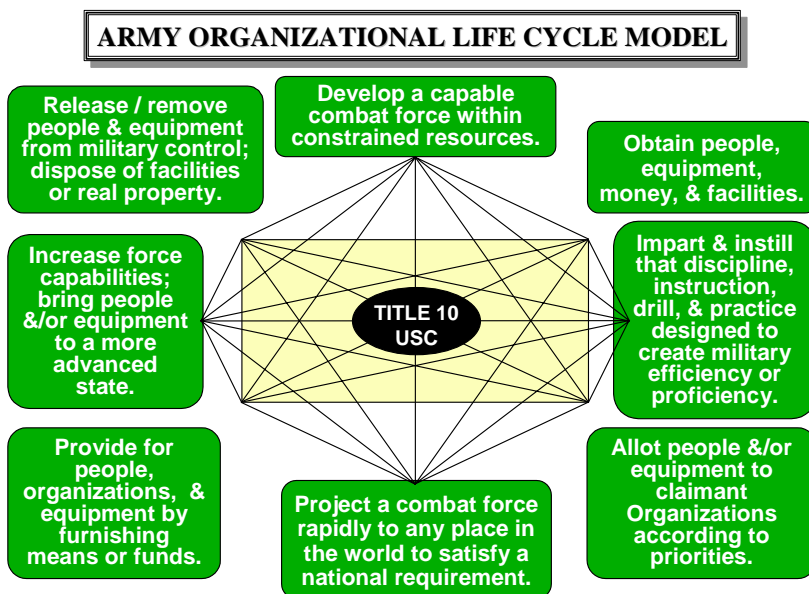 ARMY ORGANIZATIONAL LIFE CYCLE MODEL
Release / remove
people & equipment
from military control;
dispose of facilities
or real property.
Develop a capable
combat force within
constrained resources.
Obtain people,
equipment,
money, & facilities.
Increase force
capabilities;
bring people
&/or equipment
to a more
advanced
state.
TITLE 10
USC
Impart & instill
that discipline,
instruction,
drill, & practice
designed to
create military
efficiency or
proficiency.
Provide for
people,
organizations, &
equipment by
furnishing
means or funds.
Project a combat force
rapidly to any place in
the world to satisfy a
national requirement.
Allot people &/or
equipment to
claimant
Organizations
according to
priorities.